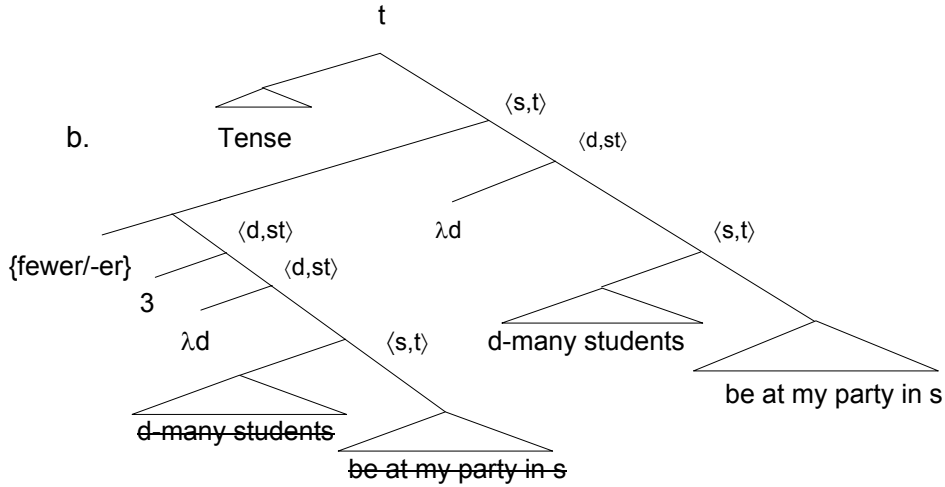 t
⟨s,t⟩
b.
Tense
⟨d,st⟩
λd
⟨d,st⟩
⟨s,t⟩
{fewer/-er}
⟨d,st⟩
3
λd
⟨s,t⟩
d-many students
be at my party in s
d-many students
be at my party in s